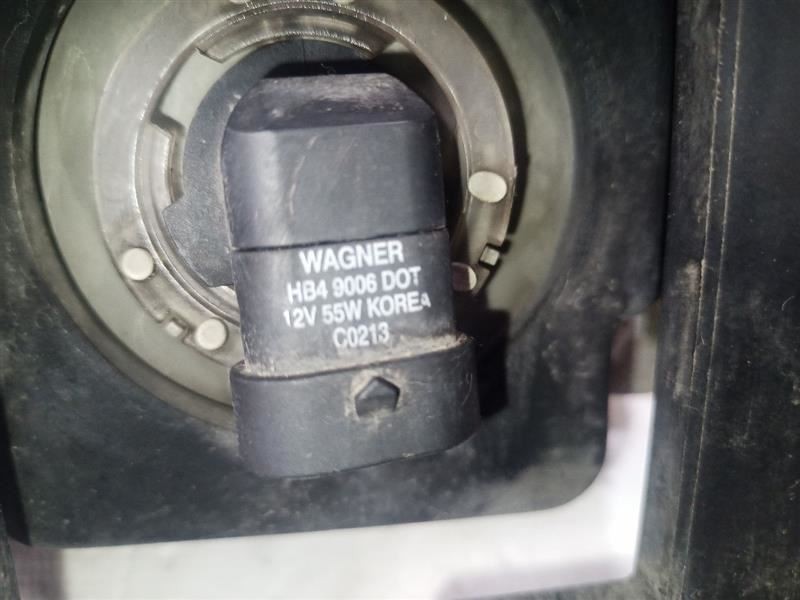 WAGNER
HB4 9006 DOT
12V 55W KOREA
C0213